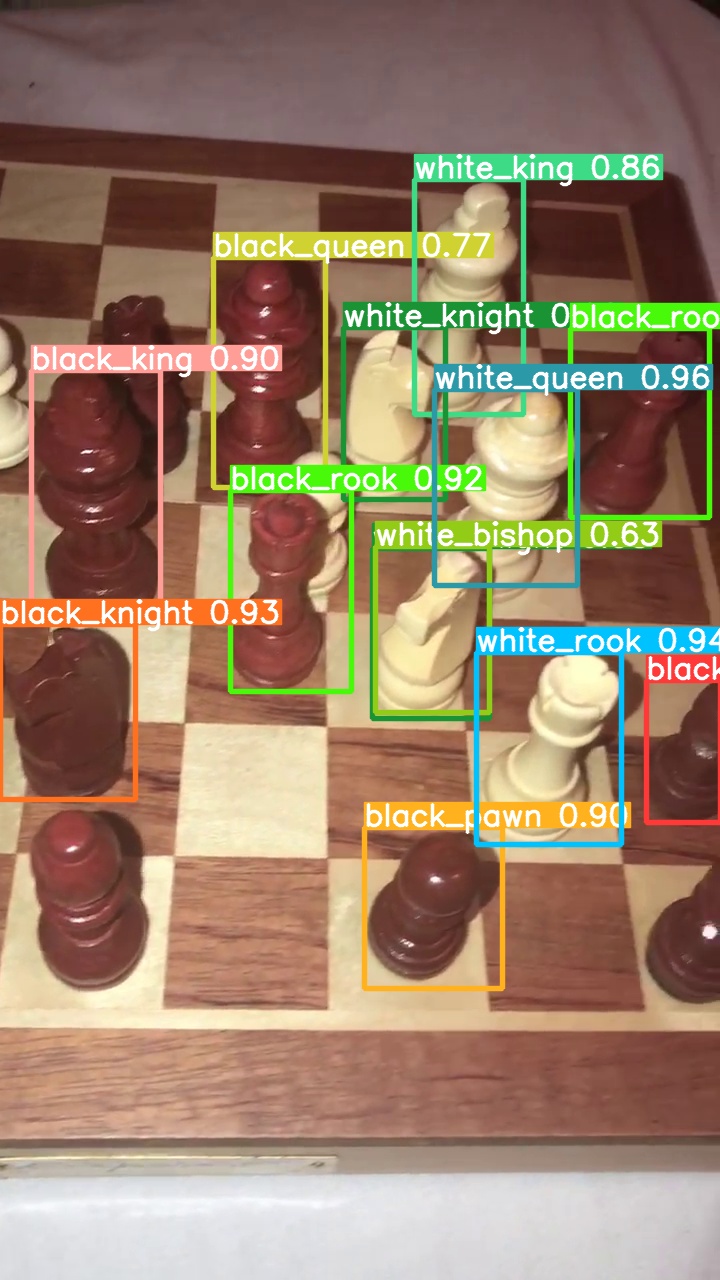 white_king 0.86
black_queen 0.77
white_knight 0
black_roo
black_king 0.90
white_queen 0.96
black_rook 0.92
white_bishop 0.63
black_knight 0.93
white_rook 0.94
black
black_pawn 0.90